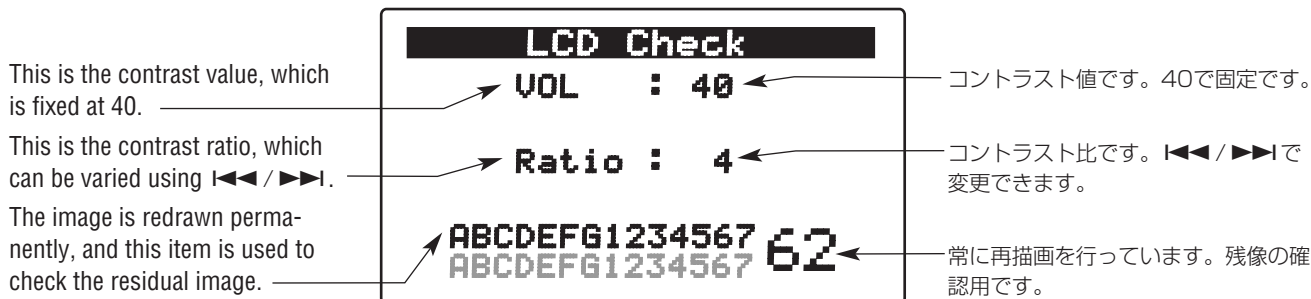 LCD Check
This is the contrast value, which
is fixed at 40.
VOL : 40
コントラスト値です。40で固定です。
This is the contrast ratio, which
can be varied using I◀◀ / ▶▶I.
Ratio : 4
コントラスト比です。I◀◀ / ▶▶Iで
変更できます。
The image is redrawn perma-
nently, and this item is used to
check the residual image.
ABCDEFG1234567
ABCDEFG1234567
62
常に再描画を行っています。残像の確
認用です。